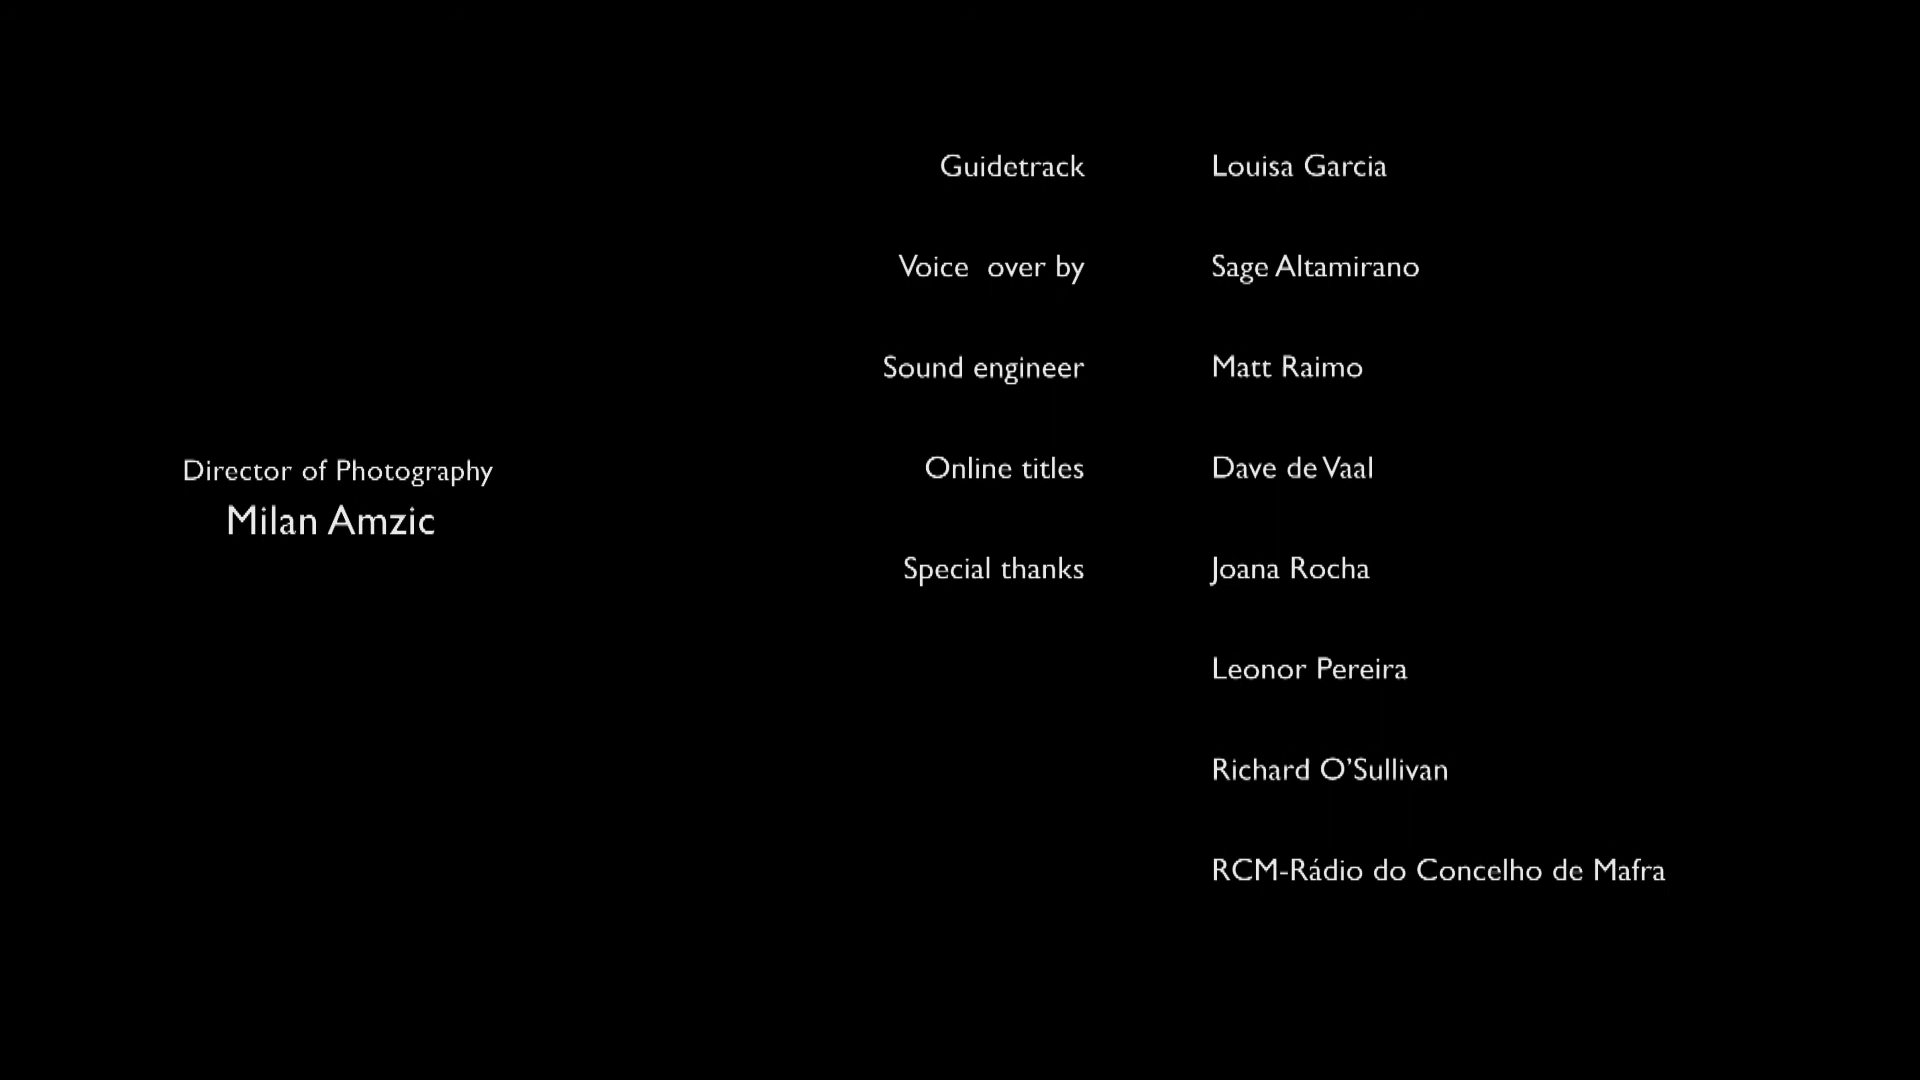 Director of Photography
Milan Amzic
Guidetrack Louisa Garcia
Voice over by Sage Altamirano
Sound engineer Matt Raimo
Online titles Dave de Vaal
Special thanks Joana Rocha
Leonor Pereira
Richard O’Sullivan
RCM-Rádio do Concelho de Mafra